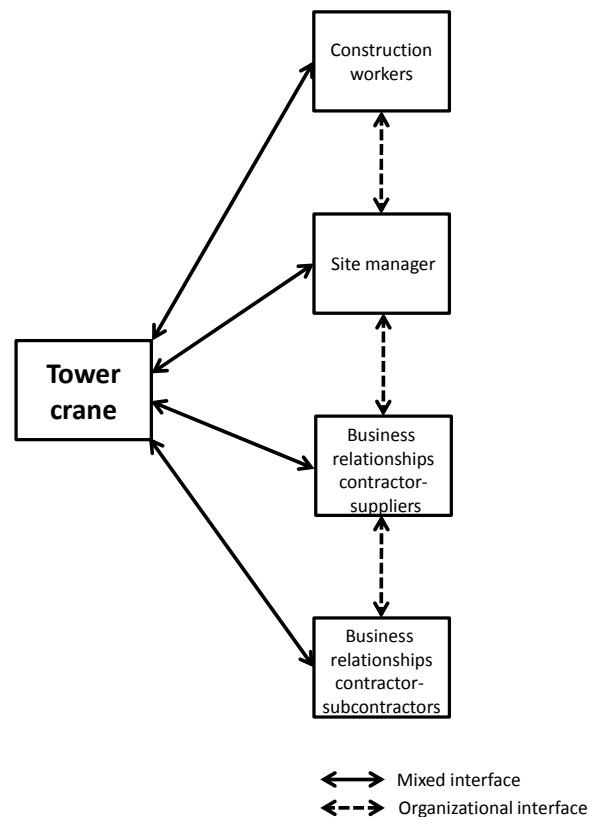 Construction
workers
Site manager
Tower
crane
Business
relationships
contractor-
suppliers
Business
relationships
contractor-
subcontractors
Mixed interface
Organizational interface